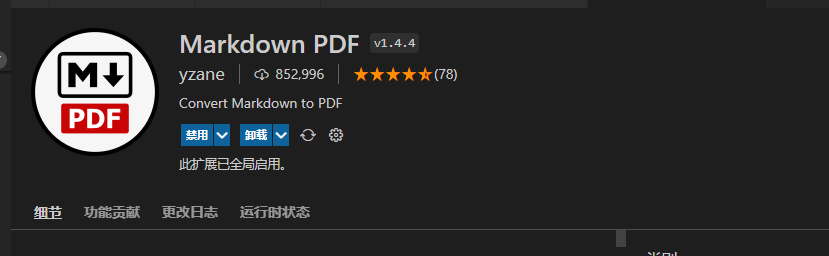 Markdown PDF v1.4.4
M
PDF
yzane 852,996 (78)
Convert Markdown to PDF
禁用 卸载
此扩展已全局启用。
细节 功能贡献 更改日志 运行时状态